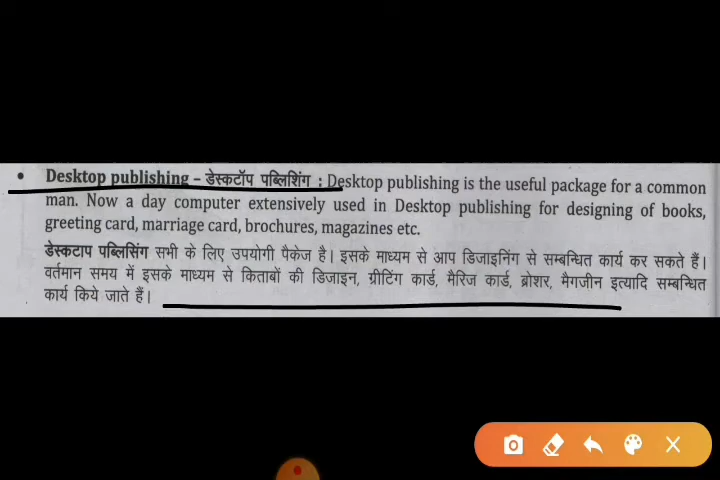 • Desktop publishing – डेस्कटॉप पब्लिशिंग : Desktop publishing is the useful package for a common
man. Now a day computer extensively used in Desktop publishing for designing of books,
greeting card, marriage card, brochures, magazines etc.
डेस्कटाप पब्लिसिंग सभी के लिए उपयोगी पैकेज है। इसके माध्यम से आप डिजाइनिंग से सम्बन्धित कार्य कर सकते हैं।
वर्तमान समय में इसके माध्यम से किताबों की डिजाइन, ग्रीटिंग कार्ड, मैरिज कार्ड, ब्रोशर, मैगजीन इत्यादि सम्बन्धित
कार्य किये जाते हैं।